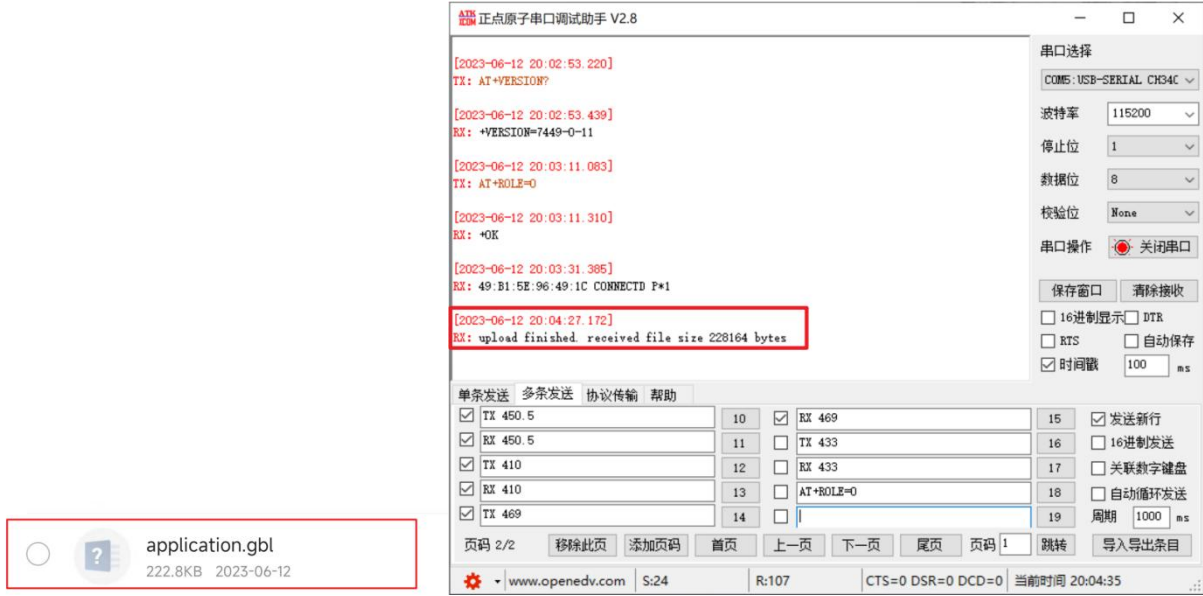 ATK
XCOM 正点原子串口调试助手 V2.8
[2023-06-12 20:02:53.220]
TX: AT+VERSION?
[2023-06-12 20:02:53.439]
RX: +VERSION=7449-0-11
[2023-06-12 20:03:11.083]
TX: AT+ROLE=0
[2023-06-12 20:03:11.310]
RX: +OK
[2023-06-12 20:03:31.385]
RX: 49:B1:5E:96:49:1C CONNECTD P*1
[2023-06-12 20:04:27.172]
RX: upload finished. received file size 228164 bytes
串口选择
COM5:USB-SERIAL CH34C
波特率 115200
停止位 1
数据位 8
校验位 None
串口操作 关闭串口
保存窗口 清除接收
16进制显示 DTR
RTS 自动保存
时间戳 100 ms
单条发送 多条发送 协议传输 帮助
TX 450.5 10 RX 469 15 发送新行
RX 450.5 11 TX 433 16 16进制发送
TX 410 12 RX 433 17 关联数字键盘
RX 410 13 AT+ROLE=0 18 自动循环发送
TX 469 14 19 周期 1000 ms
页码 2/2 移除此页 添加页码 首页 上一页 下一页 尾页 页码 1 跳转 导入导出条目
www.openedv.com S:24 R:107 CTS=0 DSR=0 DCD=0 当前时间 20:04:35
application.gbl
222.8KB 2023-06-12